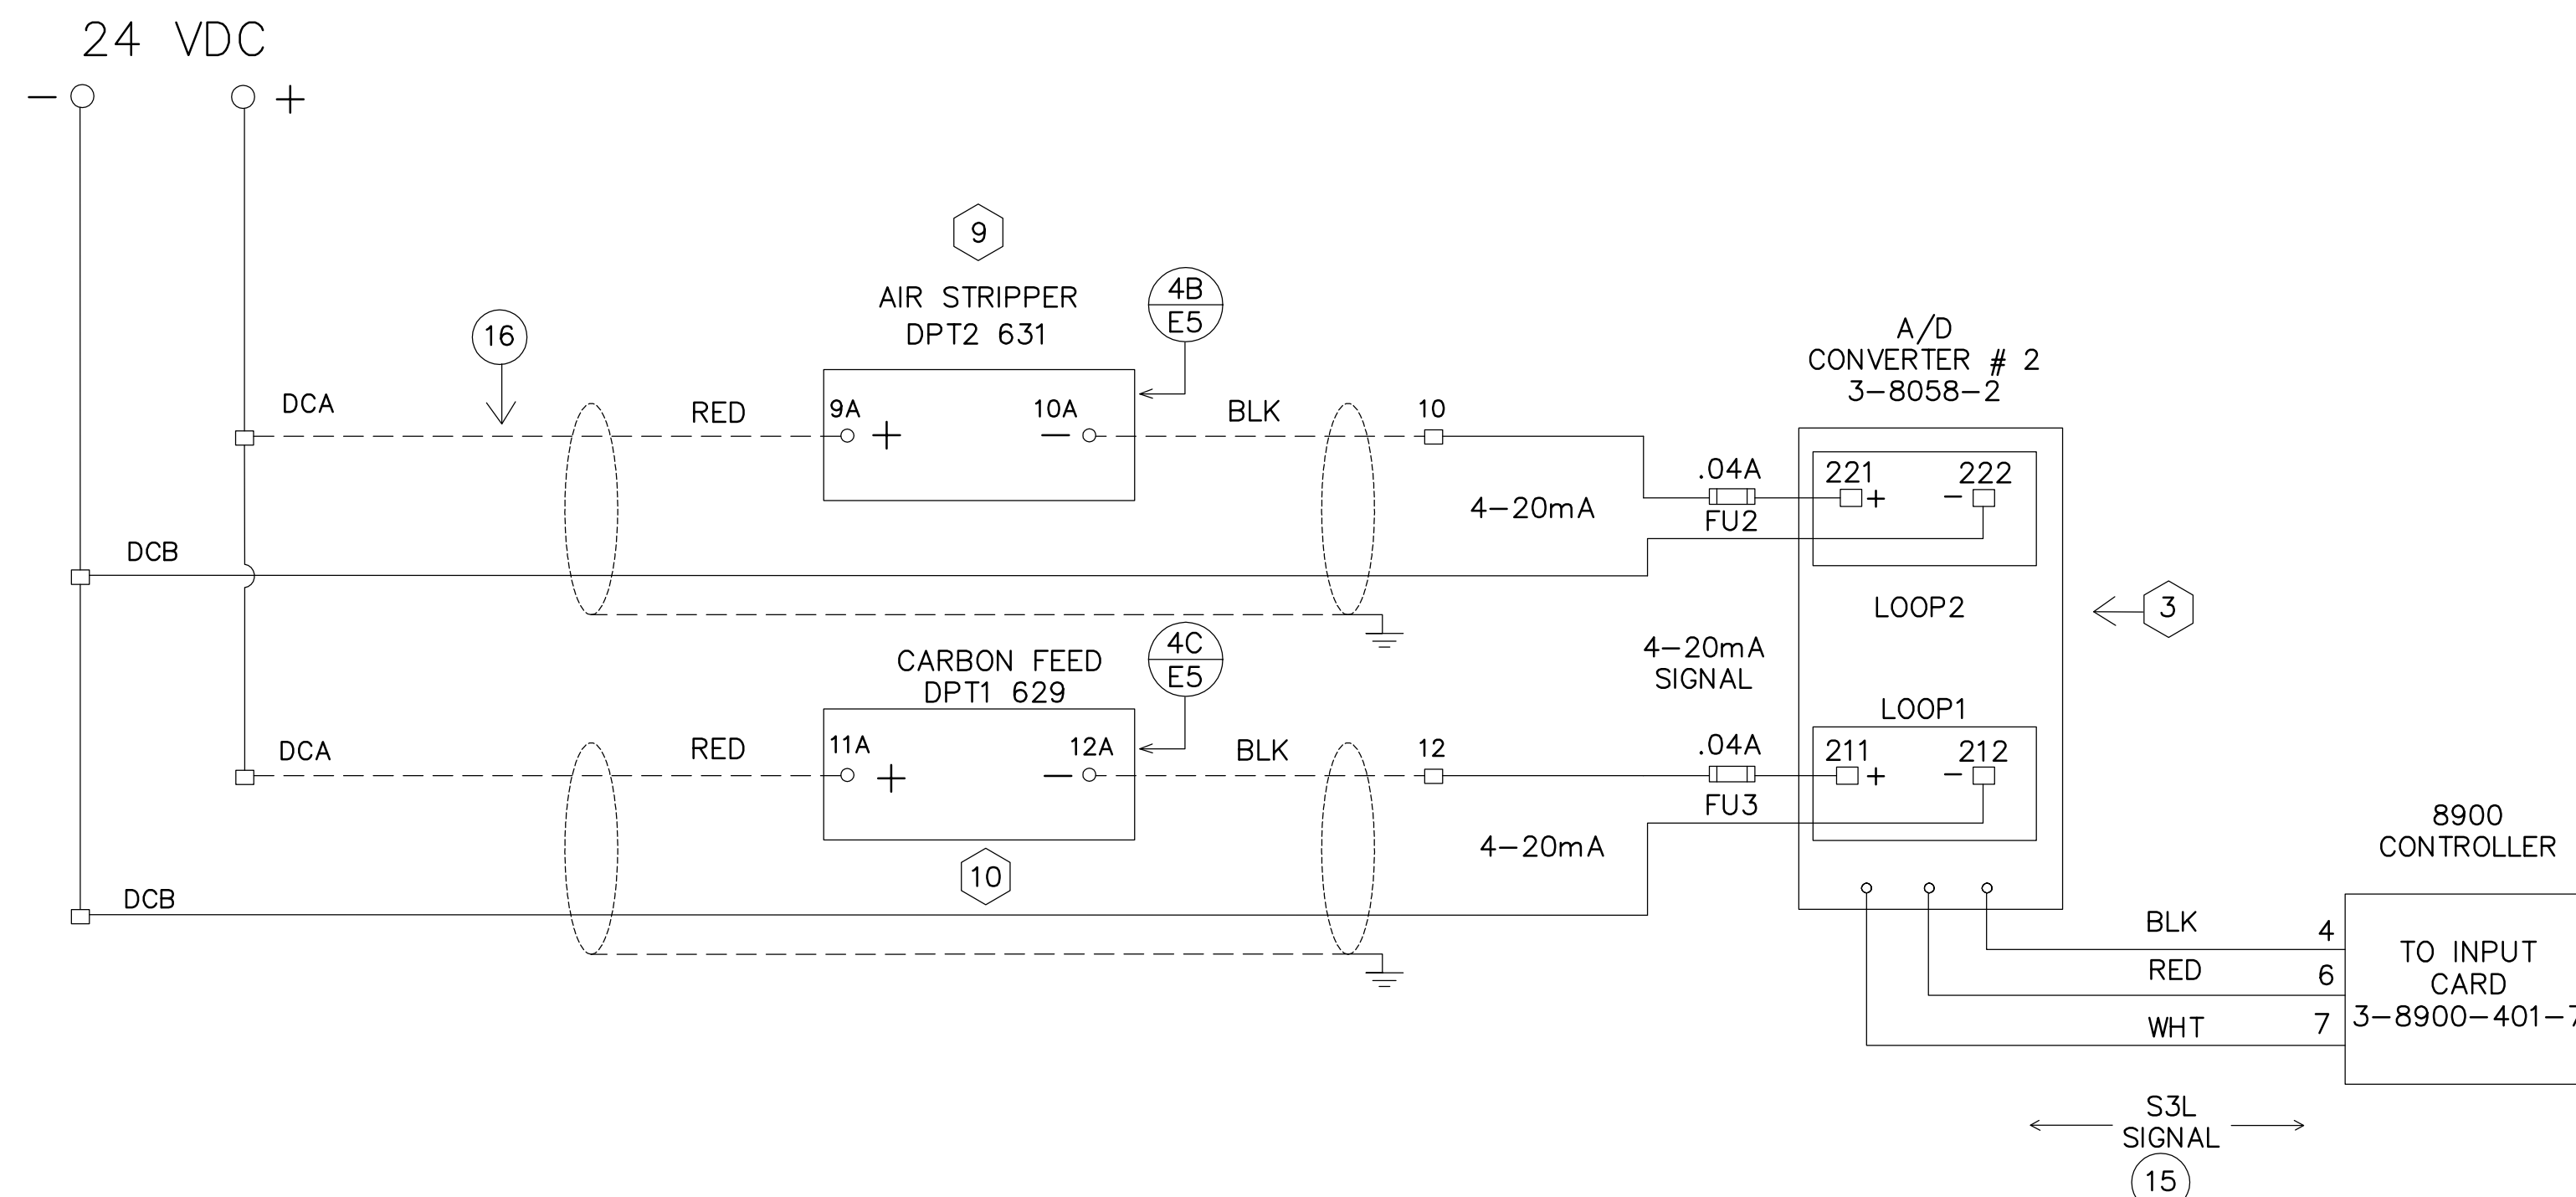 24 VDC
− +
9
AIR STRIPPER
DPT2 631
4B
E5
16
DCA
RED
9A +
− 10A
BLK
10
A/D
CONVERTER # 2
3-8058-2
.04A
FU2
221 +
− 222
4-20mA
DCB
LOOP2
3
4-20mA
SIGNAL
CARBON FEED
DPT1 629
4C
E5
DCA
RED
11A +
− 12A
BLK
12
LOOP1
.04A
FU3
211 +
− 212
4-20mA
10
DCB
8900
CONTROLLER
BLK 4
RED 6
WHT 7
TO INPUT
CARD
3-8900-401-7
S3L
SIGNAL
15